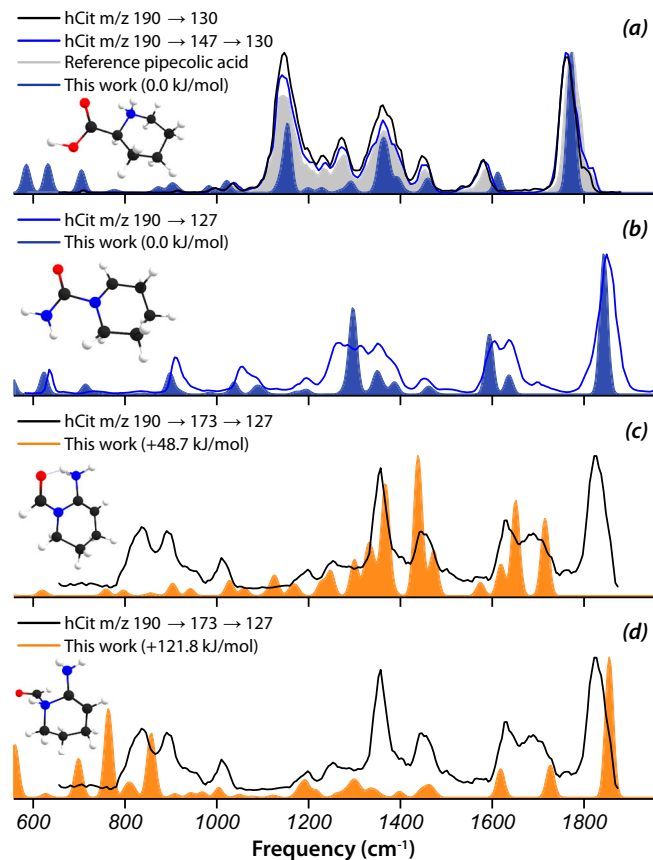 hCit m/z 190 → 130
(a)
hCit m/z 190 → 147 → 130
Reference pipecolic acid
This work (0.0 kJ/mol)
hCit m/z 190 → 127
(b)
This work (0.0 kJ/mol)
hCit m/z 190 → 173 → 127
(c)
This work (+48.7 kJ/mol)
hCit m/z 190 → 173 → 127
(d)
This work (+121.8 kJ/mol)
600 800 1000 1200 1400 1600 1800
Frequency (cm⁻¹)